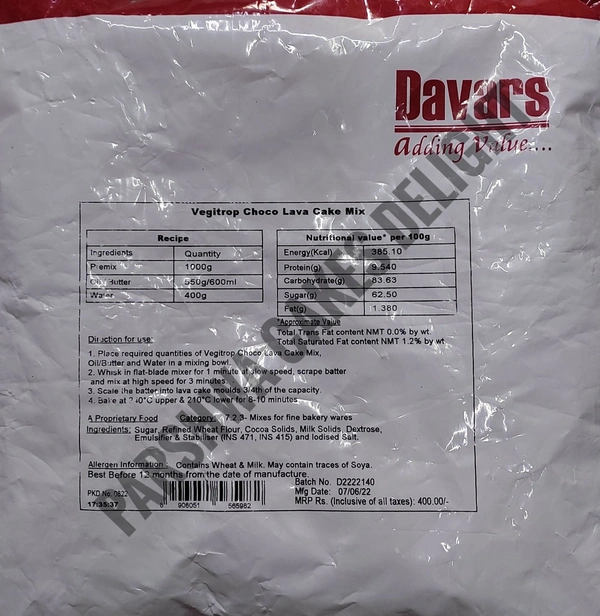 Davars
Adding Value....
Vegitrop Choco Lava Cake Mix
Recipe
Ingredients Quantity
Premix 1000g
Oil/Butter 550g/600ml
Water 400g
Nutritional value* per 100g
Energy(Kcal) 385.10
Protein(g) 9.540
Carbohydrate(g) 83.63
Sugar(g) 62.50
Fat(g) 1.380
*Approximate Value
Total Trans Fat content NMT 0.0% by wt
Total Saturated Fat content NMT 1.2% by wt.
Direction for use:
1. Place required quantities of Vegitrop Choco Lava Cake Mix,
Oil/Butter and Water in a mixing bowl.
2. Whisk in flat-blade mixer for 1 minute at slow speed, scrape batter
and mix at high speed for 3 minutes
3. Scale the batter into lava cake moulds 3/4th of the capacity.
4. Bake at 210°C upper & 210°C lower for 8-10 minutes
A Proprietary Food Category: 7.2.3- Mixes for fine bakery wares
Ingredients: Sugar, Refined Wheat Flour, Cocoa Solids, Milk Solids, Dextrose,
Emulsifier & Stabiliser (INS 471, INS 415) and Iodised Salt.
Allergen Information: Contains Wheat & Milk. May contain traces of Soya.
Best Before 12 months from the date of manufacture.
PKD No. 0622
17:35:37
8 906051 565982
Batch No. D2222140
Mfg Date: 07/06/22
MRP Rs. (Inclusive of all taxes): 400.00/-
PARSHWA CAKES DELIGHT